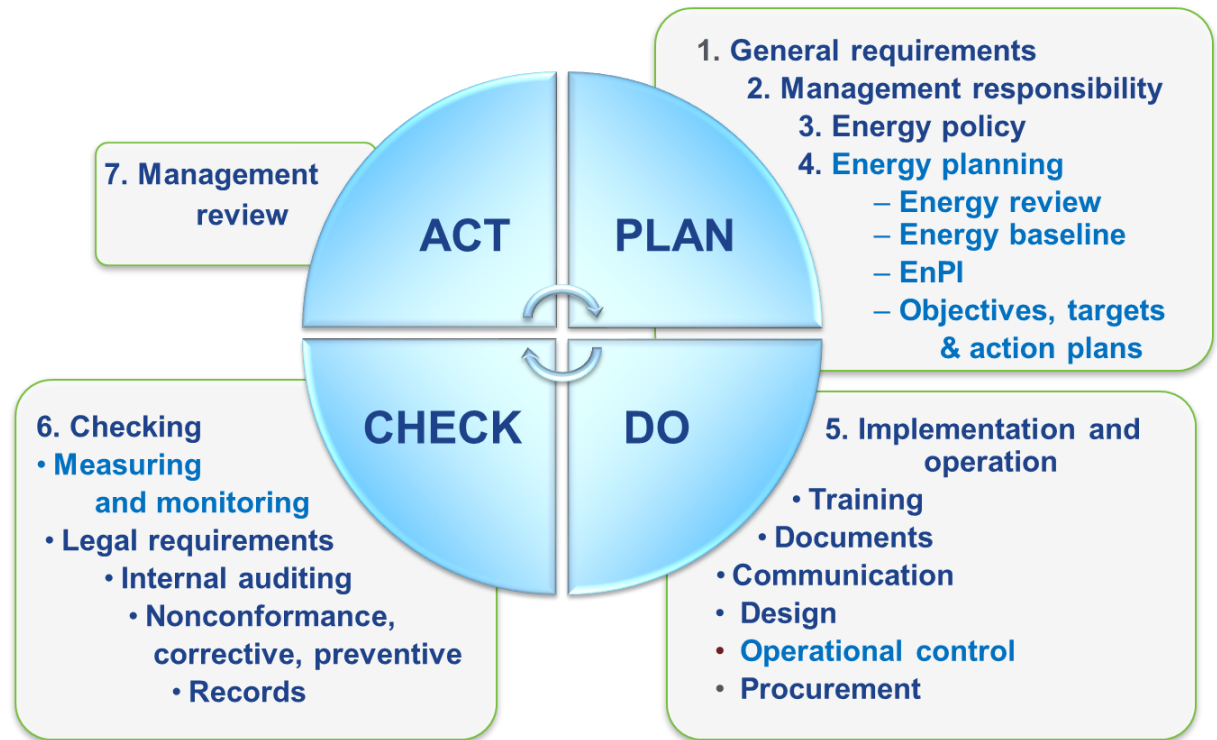 1. General requirements
2. Management responsibility
3. Energy policy
4. Energy planning
– Energy review
– Energy baseline
– EnPI
– Objectives, targets
& action plans
7. Management
review
ACT
PLAN
CHECK
DO
6. Checking
• Measuring
and monitoring
• Legal requirements
• Internal auditing
• Nonconformance,
corrective, preventive
• Records
5. Implementation and
operation
• Training
• Documents
• Communication
• Design
• Operational control
• Procurement